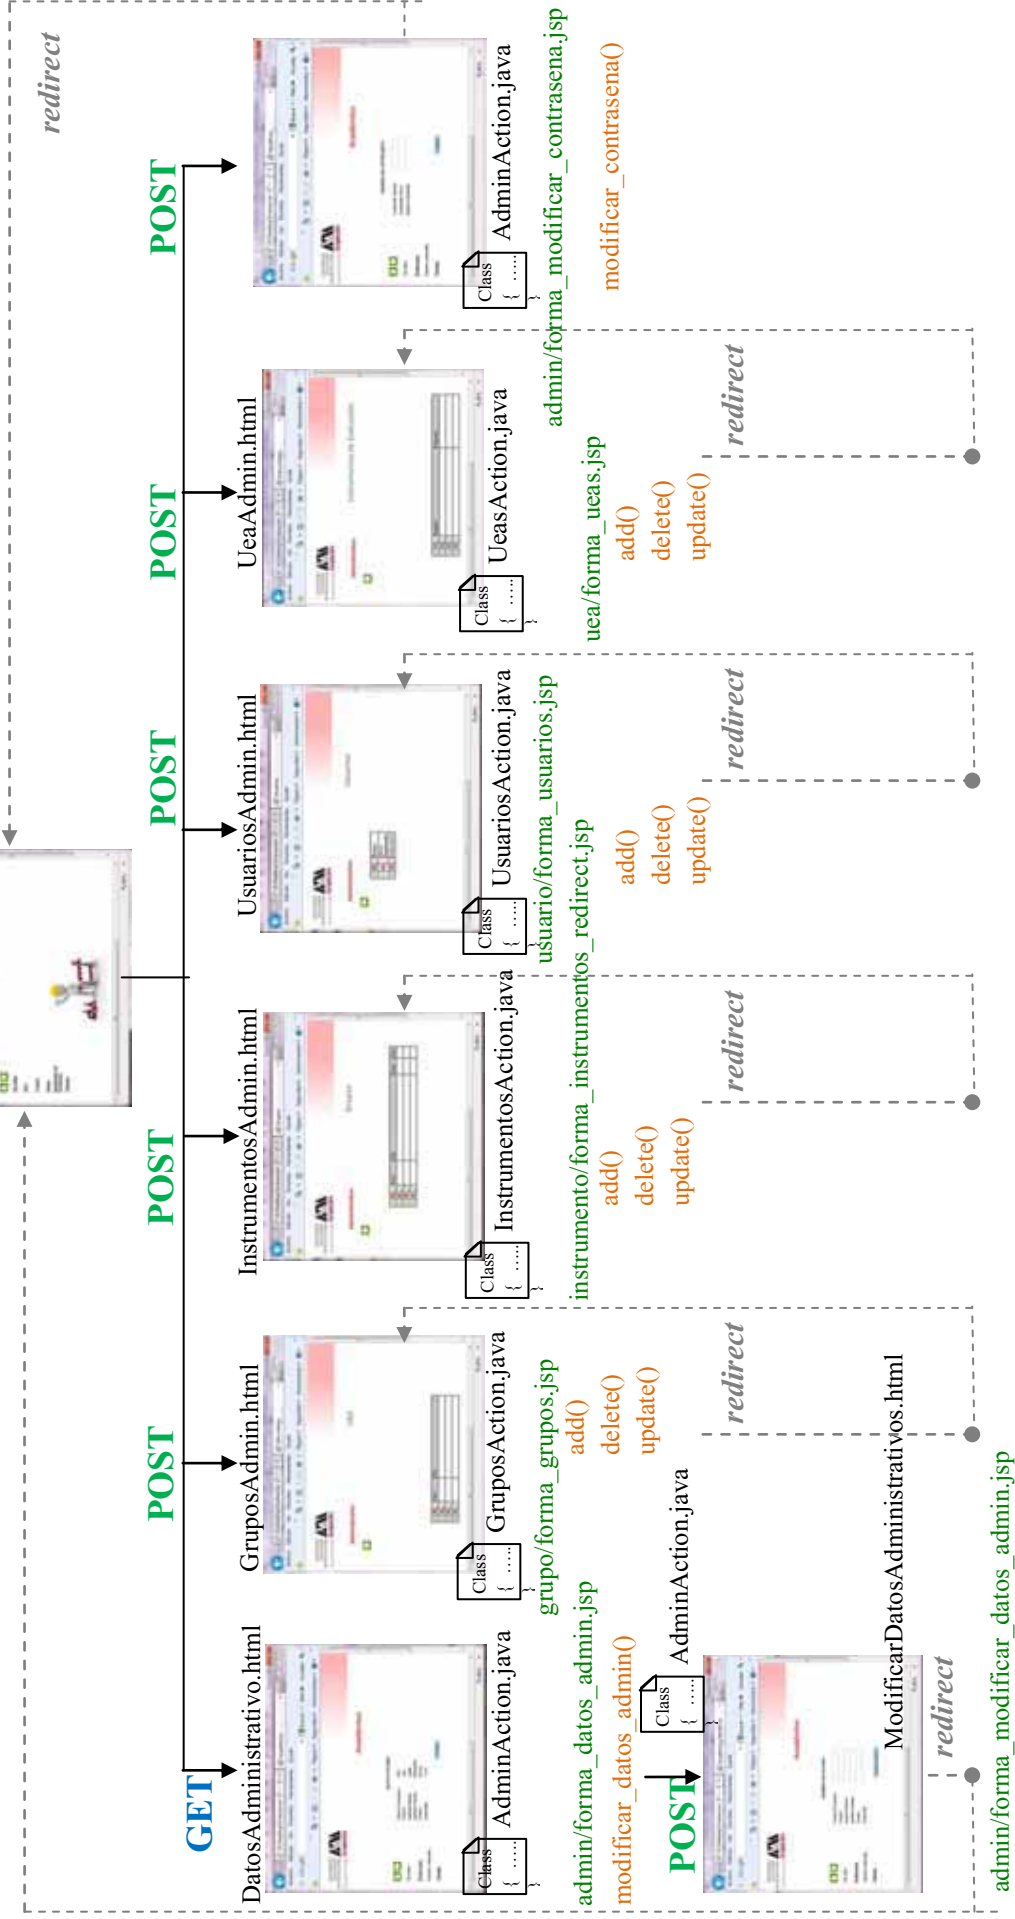 redirect
GET
POST
POST
POST
POST
POST
DatosAdministrativo.html
GruposAdmin.html
InstrumentosAdmin.html
UsuariosAdmin.html
UeaAdmin.html
Class
{ .....
}
AdminAction.java
Class
{ .....
}
GruposAction.java
Class
{ .....
}
InstrumentosAction.java
Class
{ .....
}
UsuariosAction.java
Class
{ .....
}
UeasAction.java
Class
{ .....
}
AdminAction.java
admin/forma_datos_admin.jsp
modificar_datos_admin()
grupo/forma_grupos.jsp
add()
delete()
update()
redirect
instrumento/forma_instrumentos_redirect.jsp
add()
delete()
update()
redirect
usuario/forma_usuarios.jsp
add()
delete()
update()
redirect
uea/forma_ueas.jsp
add()
delete()
update()
redirect
admin/forma_modificar_contrasena.jsp
modificar_contrasena()
POST
Class
{ .....
}
AdminAction.java
ModificarDatosAdministrativos.html
redirect
admin/forma_modificar_datos_admin.jsp